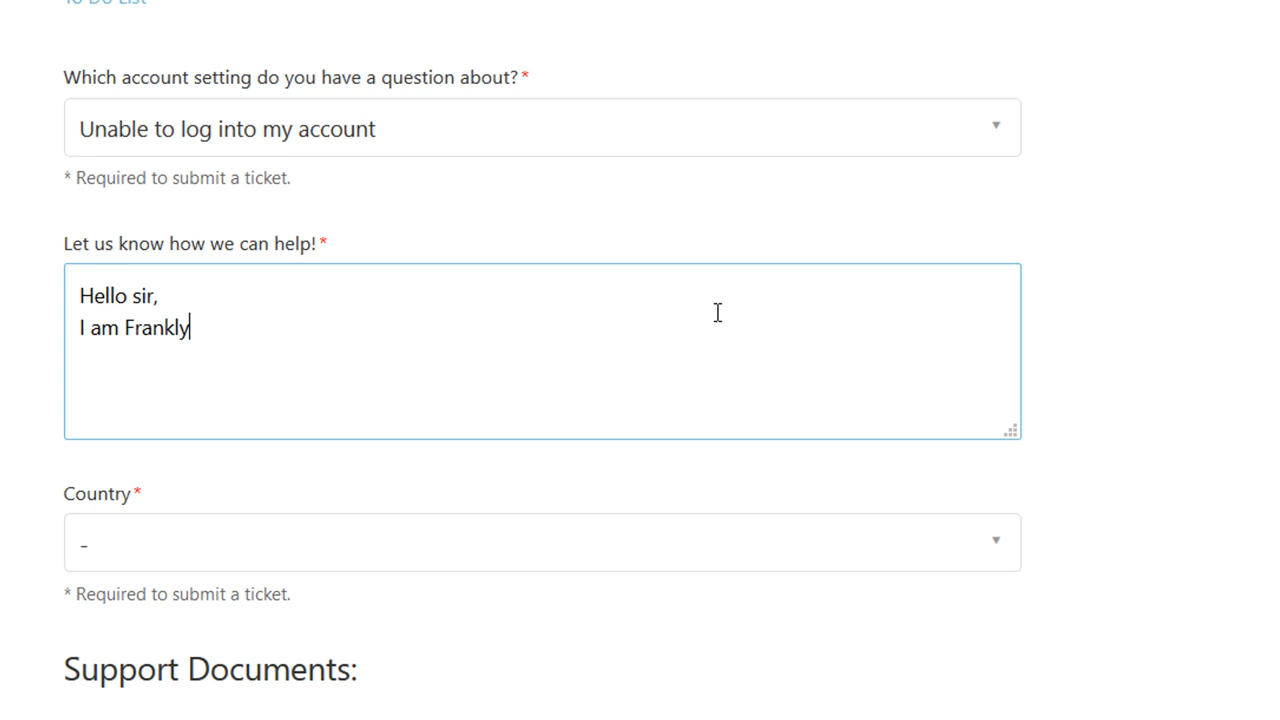 To Do List
Which account setting do you have a question about?*
Unable to log into my account
* Required to submit a ticket.
Let us know how we can help!*
Hello sir,
I am Frankly
Country*
-
* Required to submit a ticket.
Support Documents: